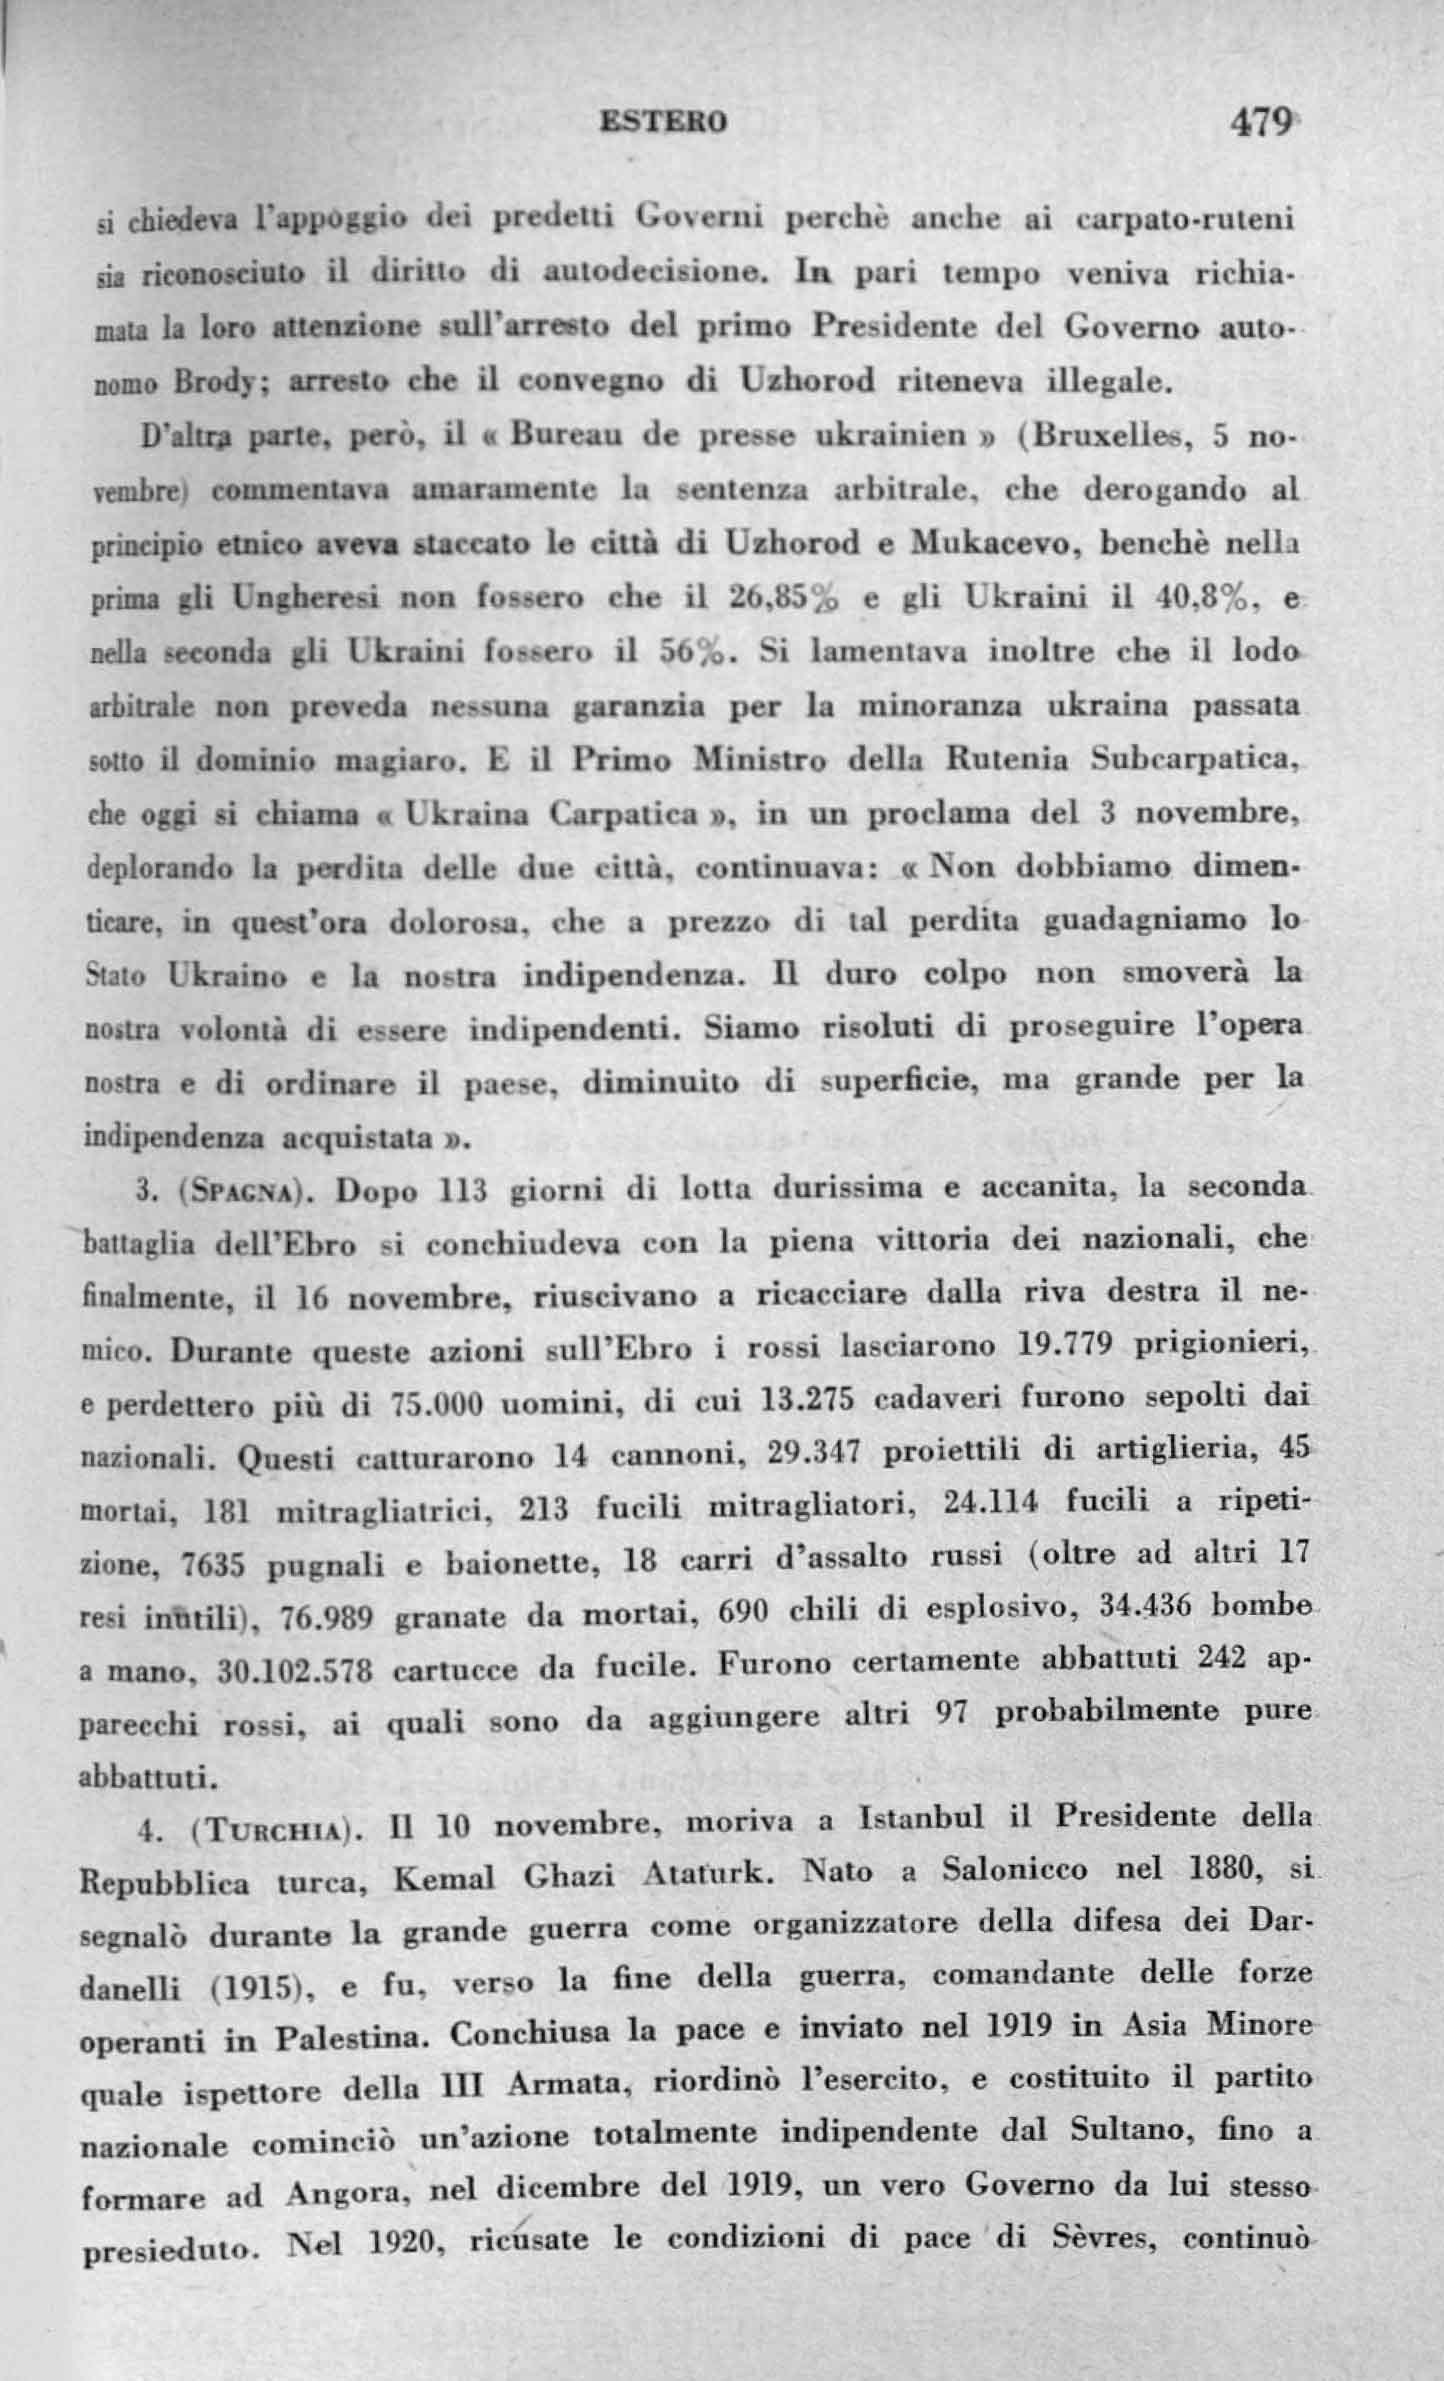 ESTERO 479
si chiedeva l'appoggio dei predetti Governi perchè anche ai carpato-ruteni
sia riconosciuto il diritto di autodecisione. In pari tempo veniva richia-
mata la loro attenzione sull'arresto del primo Presidente del Governo auto-
nomo Brody; arresto che il convegno di Uzhorod riteneva illegale.
D'altra parte, però, il « Bureau de presse ukrainien » (Bruxelles, 5 no-
vembre) commentava amaramente la sentenza arbitrale, che derogando al
principio etnico aveva staccato le città di Uzhorod e Mukacevo, benchè nella
prima gli Ungheresi non fossero che il 26,85% e gli Ukraini il 40,8%, e
nella seconda gli Ukraini fossero il 56%. Si lamentava inoltre che il lodo
arbitrale non preveda nessuna garanzia per la minoranza ukraina passata
sotto il dominio magiaro. E il Primo Ministro della Rutenia Subcarpatica,
che oggi si chiama « Ukraina Carpatica », in un proclama del 3 novembre,
deplorando la perdita delle due città, continuava: « Non dobbiamo dimen-
ticare, in quest'ora dolorosa, che a prezzo di tal perdita guadagniamo lo
Stato Ukraino e la nostra indipendenza. Il duro colpo non smoverà la
nostra volontà di essere indipendenti. Siamo risoluti di proseguire l'opera
nostra e di ordinare il paese, diminuito di superficie, ma grande per la
indipendenza acquistata ».
3. (SPAGNA). Dopo 113 giorni di lotta durissima e accanita, la seconda
battaglia dell'Ebro si conchiudeva con la piena vittoria dei nazionali, che
finalmente, il 16 novembre, riuscivano a ricacciare dalla riva destra il ne-
mico. Durante queste azioni sull'Ebro i rossi lasciarono 19.779 prigionieri,
e perdettero più di 75.000 uomini, di cui 13.275 cadaveri furono sepolti dai
nazionali. Questi catturarono 14 cannoni, 29.347 proiettili di artiglieria, 45
mortai, 181 mitragliatrici, 213 fucili mitragliatori, 24.114 fucili a ripeti-
zione, 7635 pugnali e baionette, 18 carri d'assalto russi (oltre ad altri 17
resi inutili), 76.989 granate da mortai, 690 chili di esplosivo, 34.436 bombe
a mano, 30.102.578 cartucce da fucile. Furono certamente abbattuti 242 ap-
parecchi rossi, ai quali sono da aggiungere altri 97 probabilmente pure
abbattuti.
4. (TURCHIA). Il 10 novembre, moriva a Istanbul il Presidente della
Repubblica turca, Kemal Ghazi Ataturk. Nato a Salonicco nel 1880, si
segnalò durante la grande guerra come organizzatore della difesa dei Dar-
danelli (1915), e fu, verso la fine della guerra, comandante delle forze
operanti in Palestina. Conchiusa la pace e inviato nel 1919 in Asia Minore
quale ispettore della III Armata, riordinò l'esercito, e costituito il partito
nazionale cominciò un'azione totalmente indipendente dal Sultano, fino a
formare ad Angora, nel dicembre del 1919, un vero Governo da lui stesso
presieduto. Nel 1920, ricusate le condizioni di pace di Sèvres, continuò